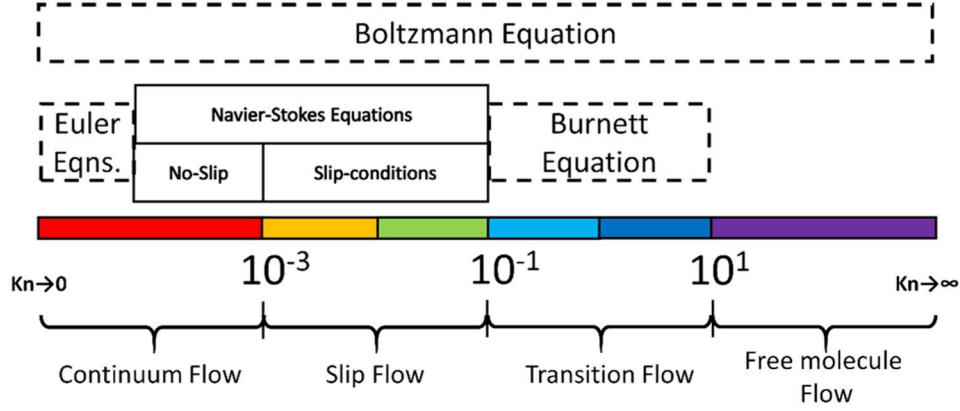 Boltzmann Equation
Euler
Eqns.
Navier-Stokes Equations
No-Slip
Slip-conditions
Burnett
Equation
Kn→0
10⁻³
10⁻¹
10¹
Kn→∞
Continuum Flow
Slip Flow
Transition Flow
Free molecule
Flow